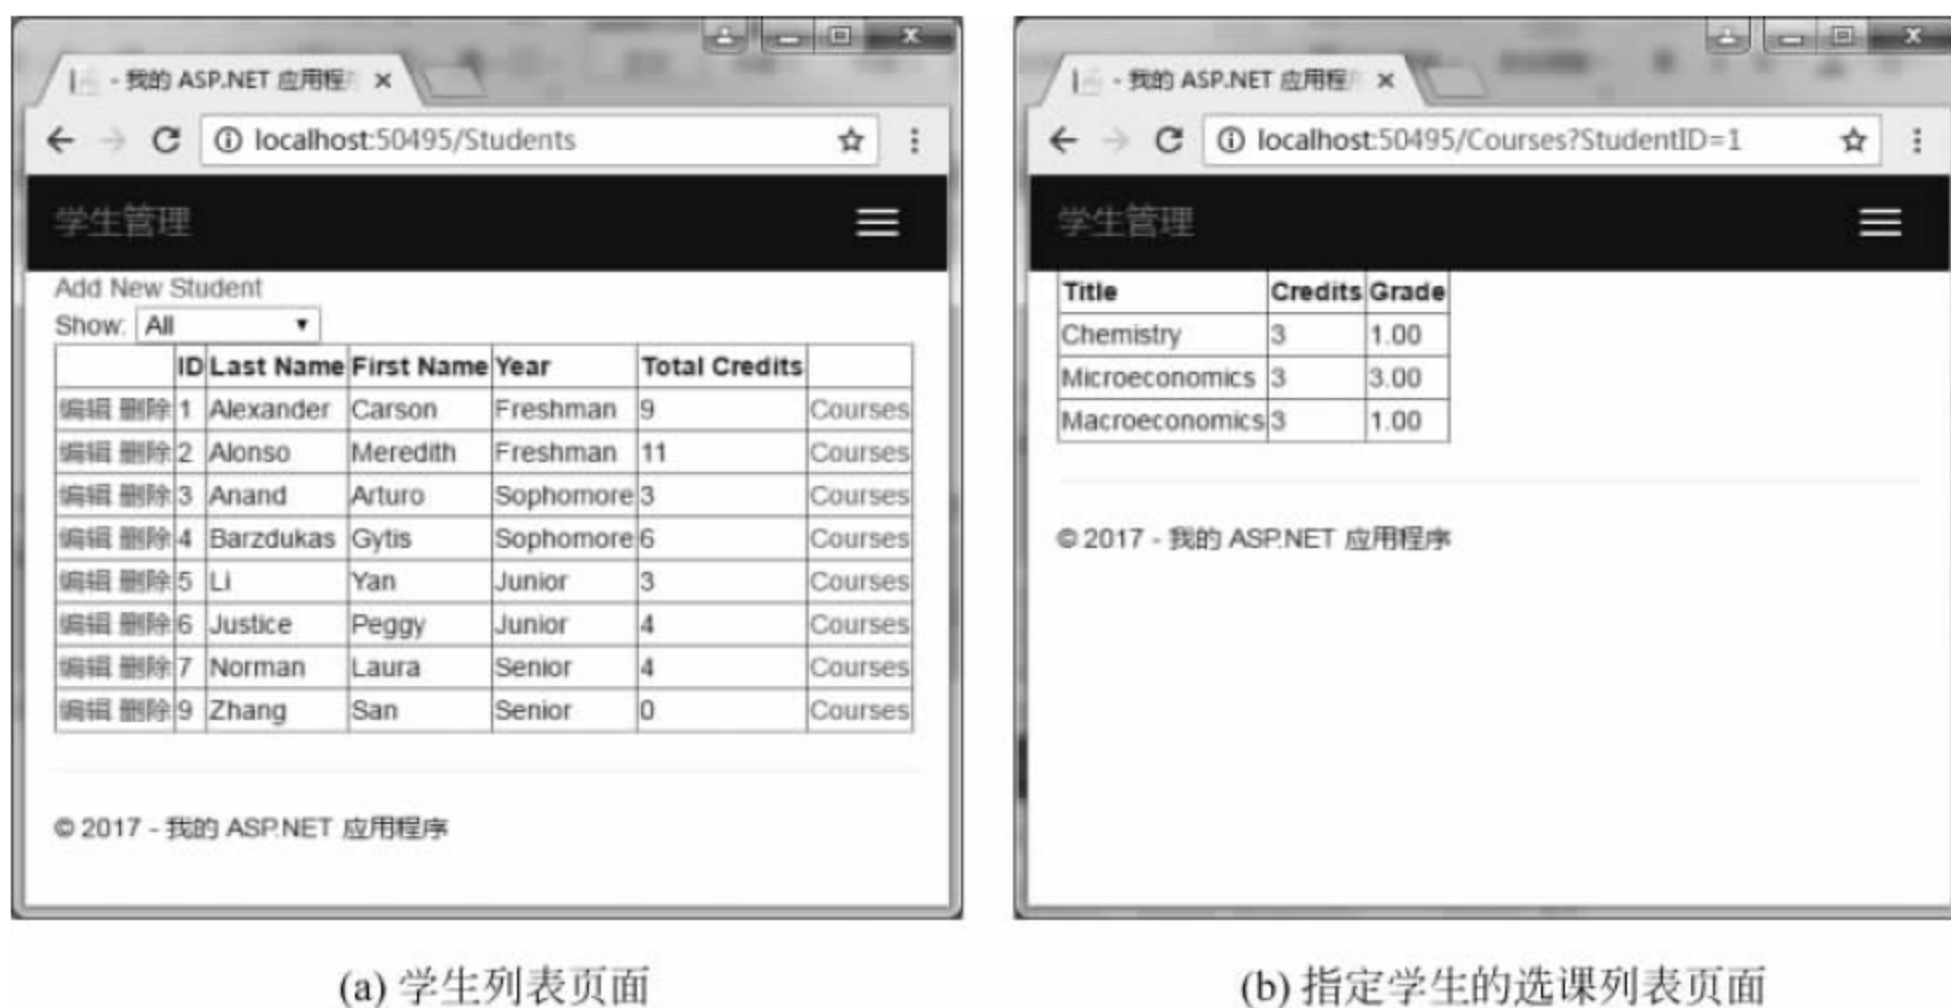 - 我的 ASP.NET 应用程
localhost:50495/Students
学生管理
Add New Student
Show: All
ID Last Name First Name Year Total Credits
编辑 删除 1 Alexander Carson Freshman 9 Courses
编辑 删除 2 Alonso Meredith Freshman 11 Courses
编辑 删除 3 Anand Arturo Sophomore 3 Courses
编辑 删除 4 Barzdukas Gytis Sophomore 6 Courses
编辑 删除 5 Li Yan Junior 3 Courses
编辑 删除 6 Justice Peggy Junior 4 Courses
编辑 删除 7 Norman Laura Senior 4 Courses
编辑 删除 9 Zhang San Senior 0 Courses
© 2017 - 我的 ASP.NET 应用程序
(a) 学生列表页面
- 我的 ASP.NET 应用程
localhost:50495/Courses?StudentID=1
学生管理
Title Credits Grade
Chemistry 3 1.00
Microeconomics 3 3.00
Macroeconomics 3 1.00
© 2017 - 我的 ASP.NET 应用程序
(b) 指定学生的选课列表页面